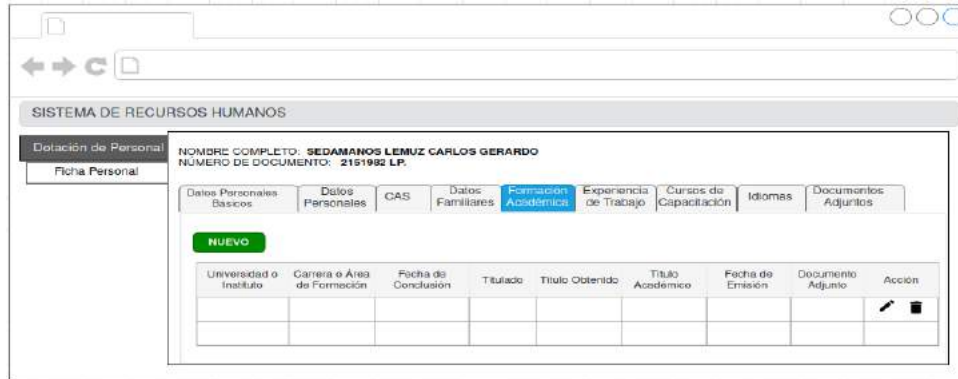 SISTEMA DE RECURSOS HUMANOS
Dotación de Personal
Ficha Personal
NOMBRE COMPLETO: SEDAMANOS LEMUZ CARLOS GERARDO
NÚMERO DE DOCUMENTO: 2151982 LP.
Datos Personales Basicos
Datos Personales
CAS
Datos Familiares
Formación Académica
Experiencia de Trabajo
Cursos de Capacitación
Idiomas
Documentos Adjuntos
NUEVO
Universidad o Instituto
Carrera o Área de Formación
Fecha de Conclusión
Titulado
Titulo Obtenido
Titulo Académico
Fecha de Emisión
Documento Adjunto
Acción